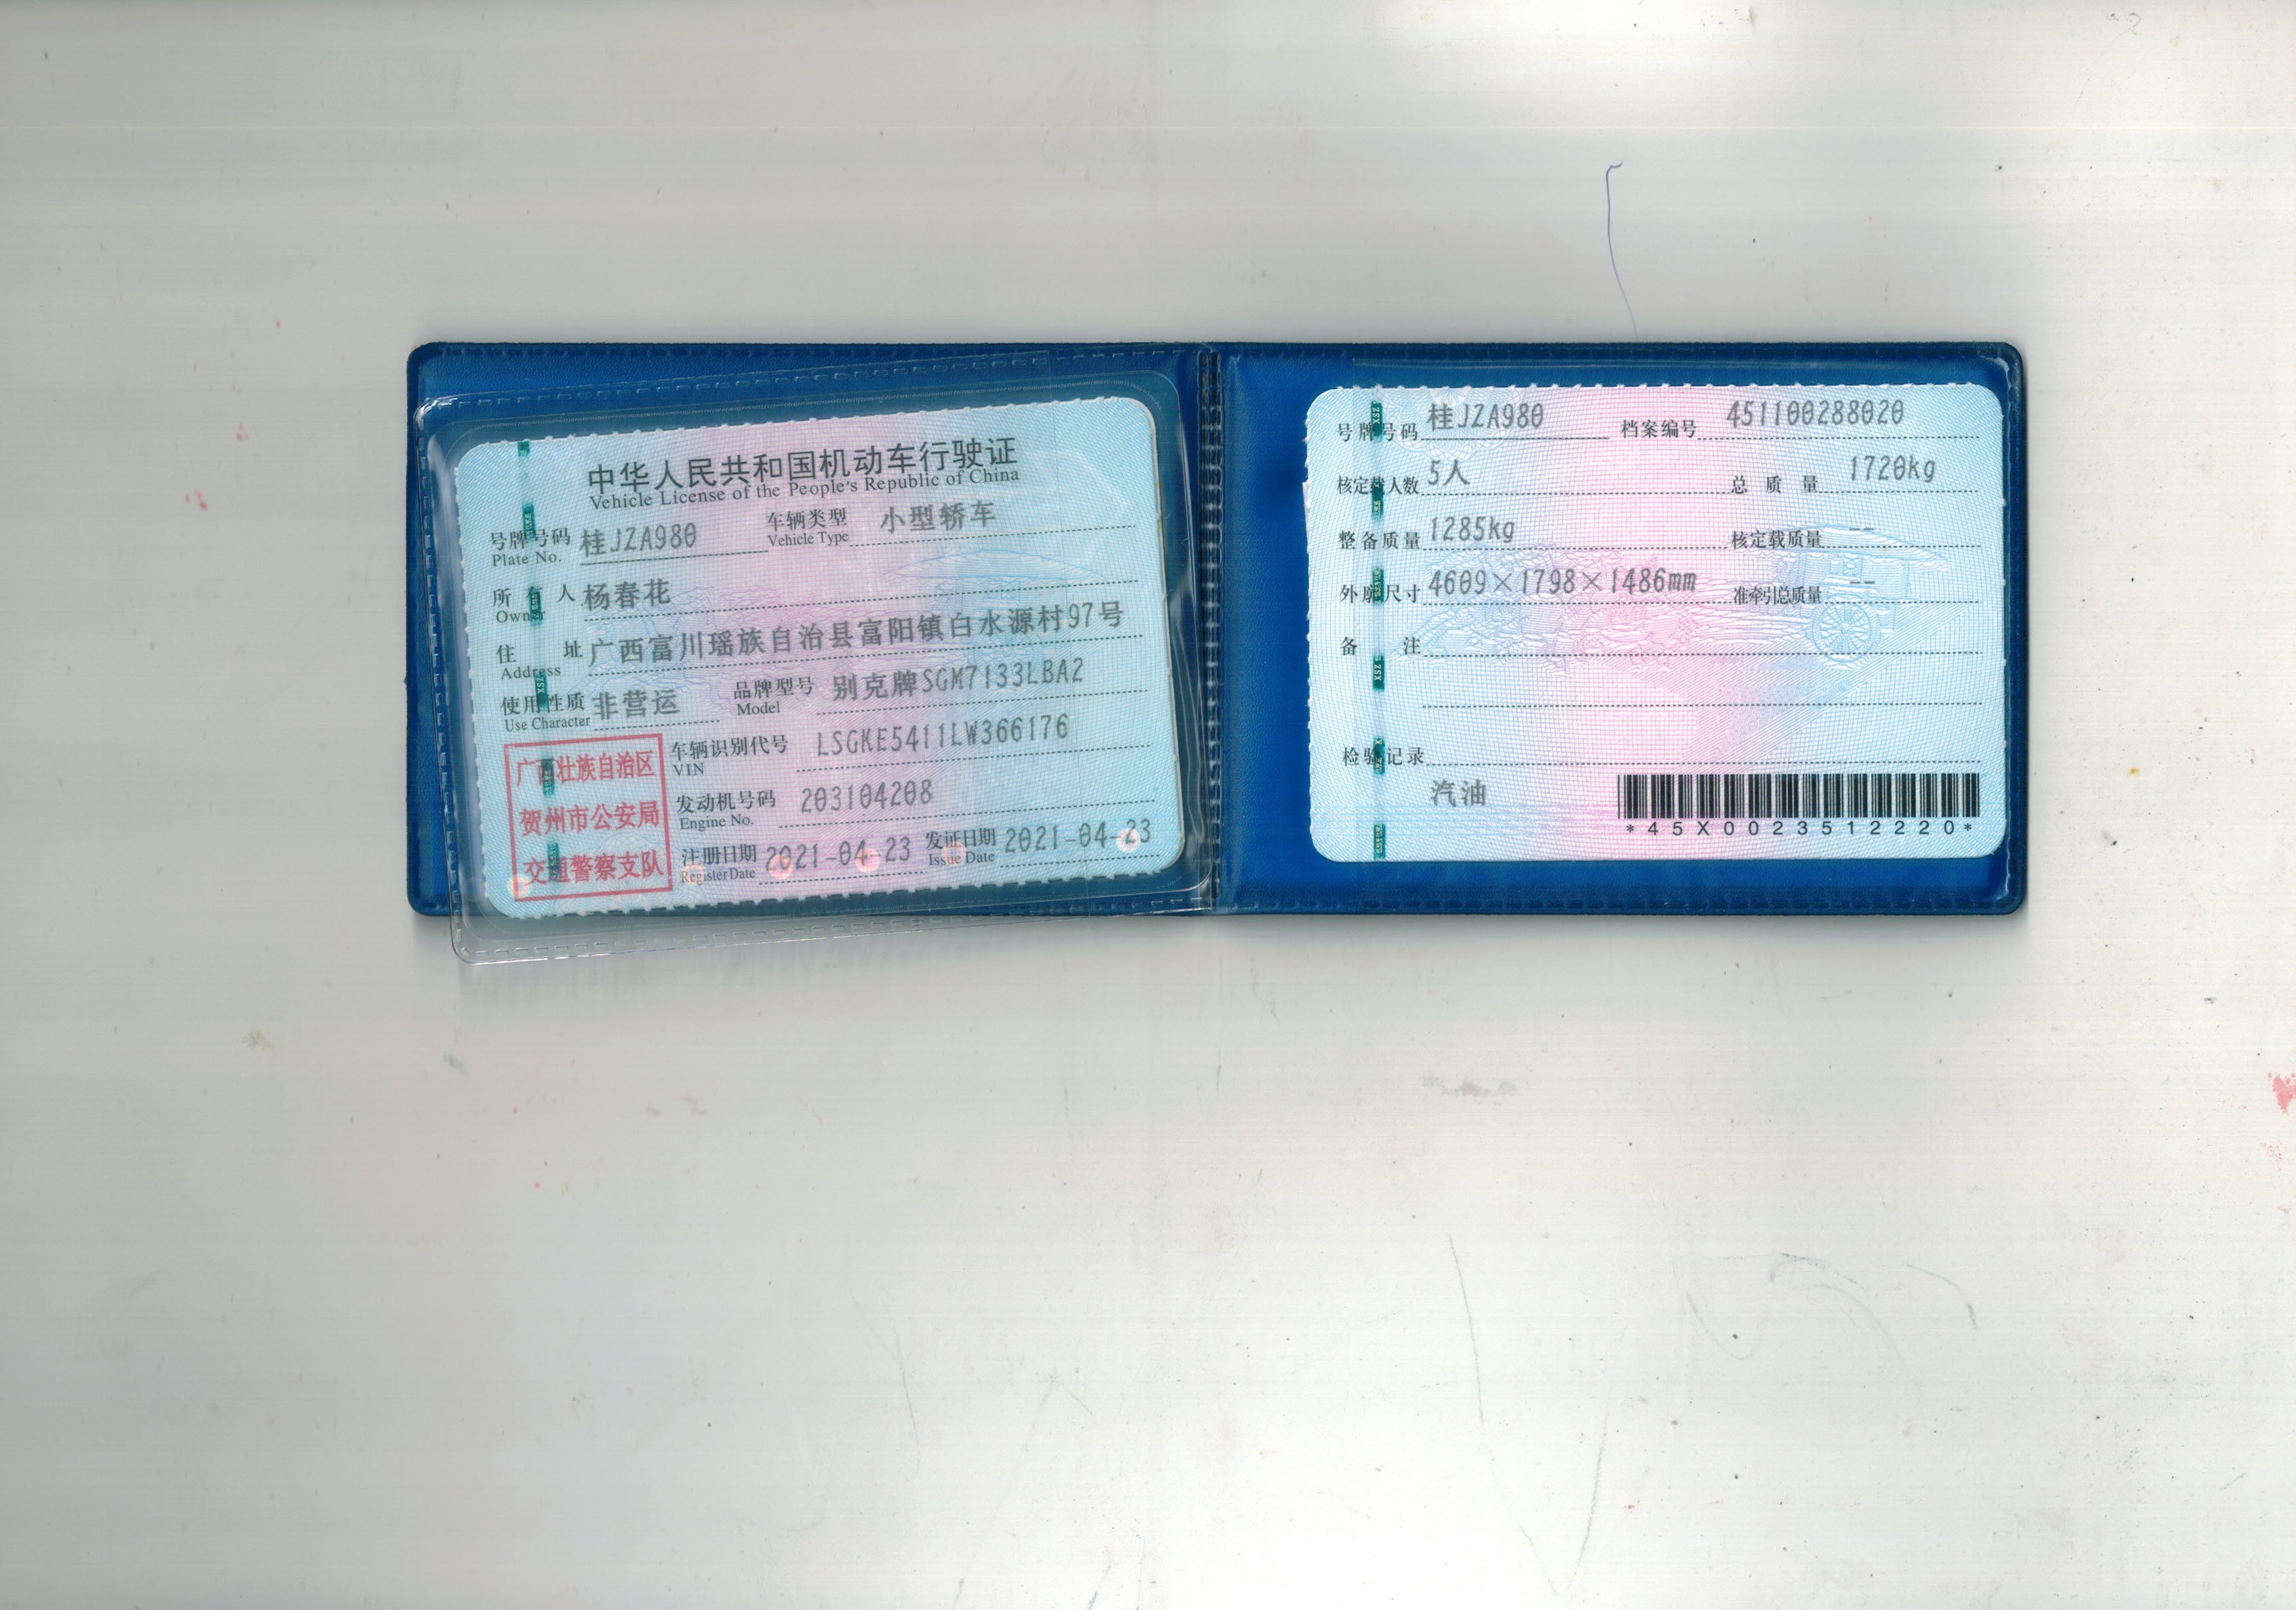 中华人民共和国机动车行驶证
Vehicle License of the People's Republic of China
号牌号码 桂JZA980 车辆类型 小型轿车
Plate No. Vehicle Type
所有人 杨春花
Owner
住址 广西富川瑶族自治县富阳镇白水源村97号
Address
使用性质 非营运 品牌型号 别克牌SGM7133LBA2
Use Character Model
广西壮族自治区
贺州市公安局
交通警察支队
车辆识别代号 LSGKE5411LW366176
VIN
发动机号码 203104208
Engine No.
注册日期 2021-04-23 发证日期 2021-04-23
Register Date Issue Date
号牌号码 桂JZA980 档案编号 451100288020
核定载人数 5人 总质量 1720kg
整备质量 1285kg 核定载质量 --
外廓尺寸 4609×1798×1486mm 准牵引总质量 --
备注
检验记录
汽油
*45X0023512220*